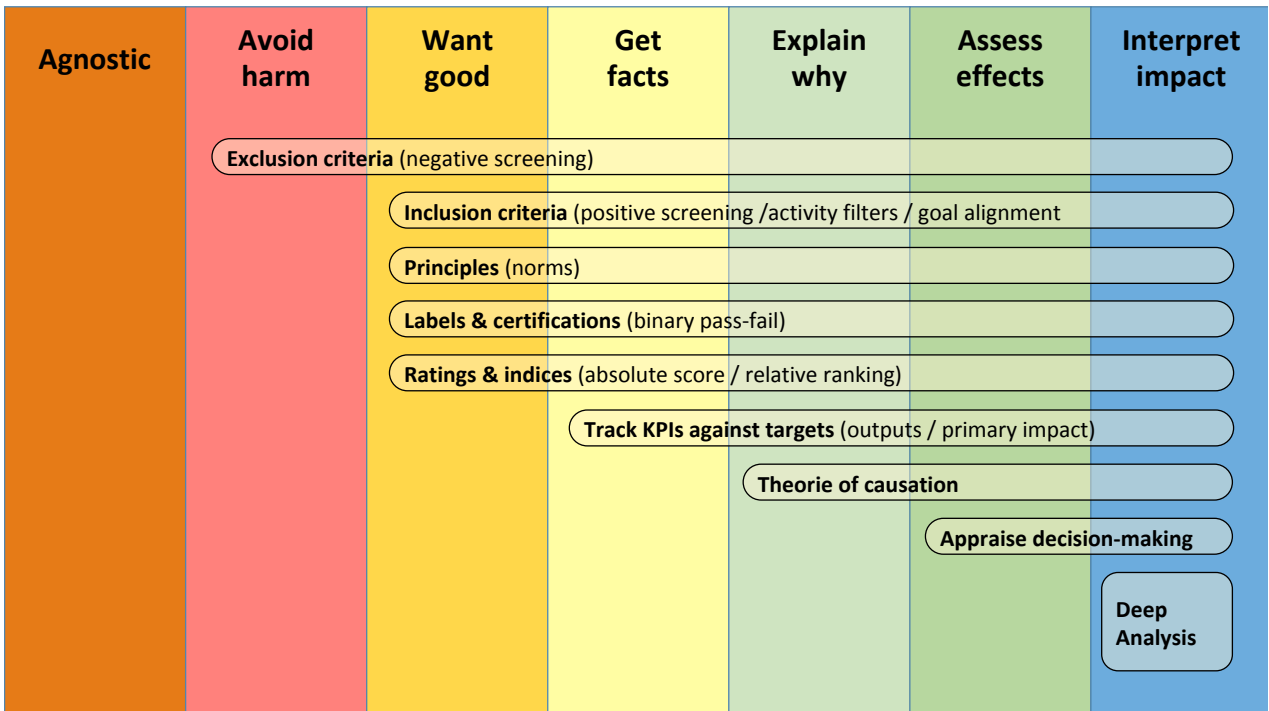 Agnostic
Avoid
harm
Want
good
Get
facts
Explain
why
Assess
effects
Interpret
impact
Exclusion criteria (negative screening)
Inclusion criteria (positive screening /activity filters / goal alignment
Principles (norms)
Labels & certifications (binary pass-fail)
Ratings & indices (absolute score / relative ranking)
Track KPIs against targets (outputs / primary impact)
Theorie of causation
Appraise decision-making
Deep
Analysis